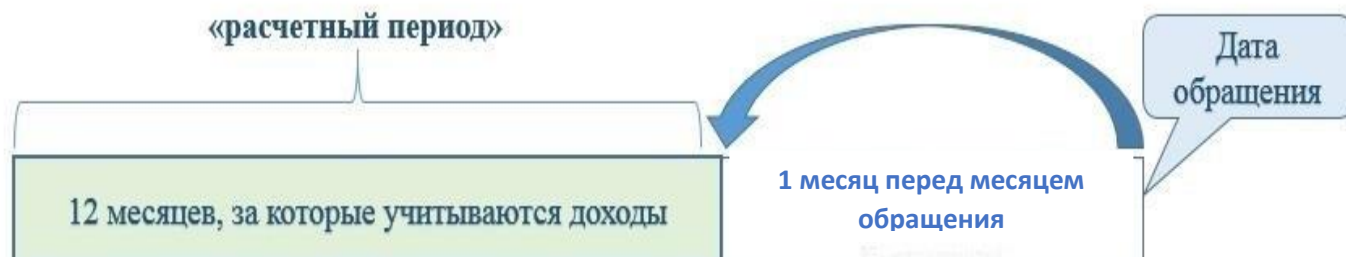 «расчетный период»
Дата
обращения
12 месяцев, за которые учитываются доходы
1 месяц перед месяцем
обращения